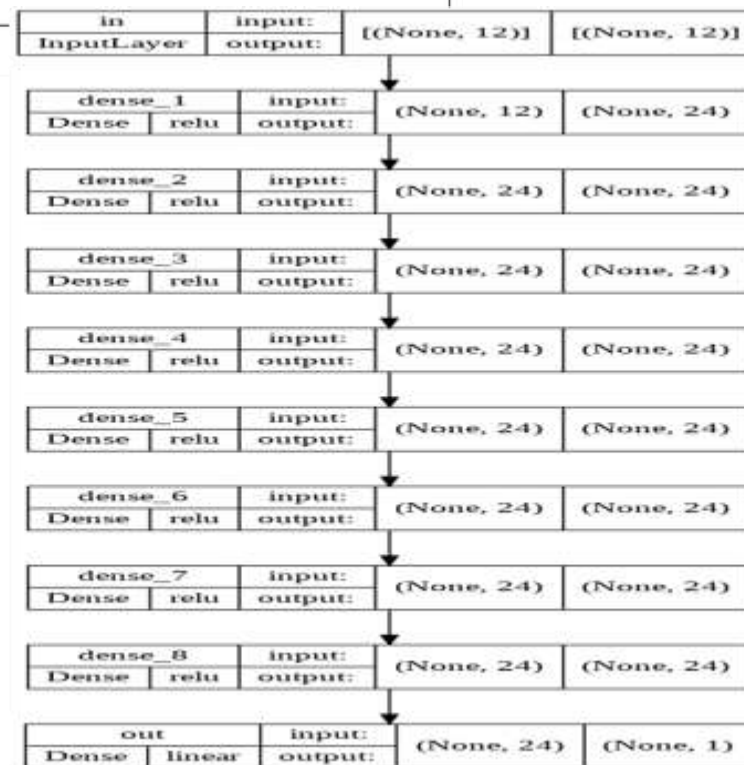 in input: [(None, 12)] [(None, 12)]
InputLayer output:
dense_1 input: (None, 12) (None, 24)
Dense relu output:
dense_2 input: (None, 24) (None, 24)
Dense relu output:
dense_3 input: (None, 24) (None, 24)
Dense relu output:
dense_4 input: (None, 24) (None, 24)
Dense relu output:
dense_5 input: (None, 24) (None, 24)
Dense relu output:
dense_6 input: (None, 24) (None, 24)
Dense relu output:
dense_7 input: (None, 24) (None, 24)
Dense relu output:
dense_8 input: (None, 24) (None, 24)
Dense relu output:
out input: (None, 24) (None, 1)
Dense linear output: